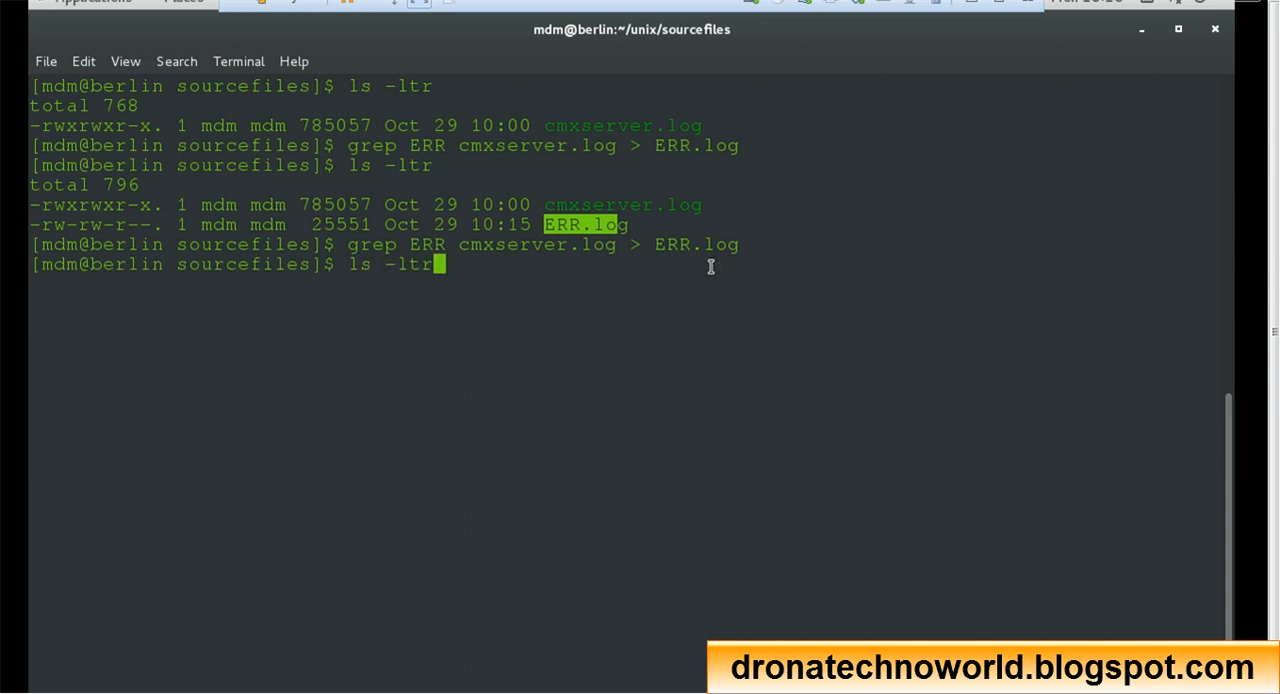 Applications Places
mdm@berlin:~/unix/sourcefiles
File Edit View Search Terminal Help
[mdm@berlin sourcefiles]$ ls -ltr
total 768
-rwxrwxr-x. 1 mdm mdm 785057 Oct 29 10:00 cmxserver.log
[mdm@berlin sourcefiles]$ grep ERR cmxserver.log > ERR.log
[mdm@berlin sourcefiles]$ ls -ltr
total 796
-rwxrwxr-x. 1 mdm mdm 785057 Oct 29 10:00 cmxserver.log
-rw-rw-r--. 1 mdm mdm 25551 Oct 29 10:15 ERR.log
[mdm@berlin sourcefiles]$ grep ERR cmxserver.log > ERR.log
[mdm@berlin sourcefiles]$ ls -ltr
dronatechnoworld.blogspot.com